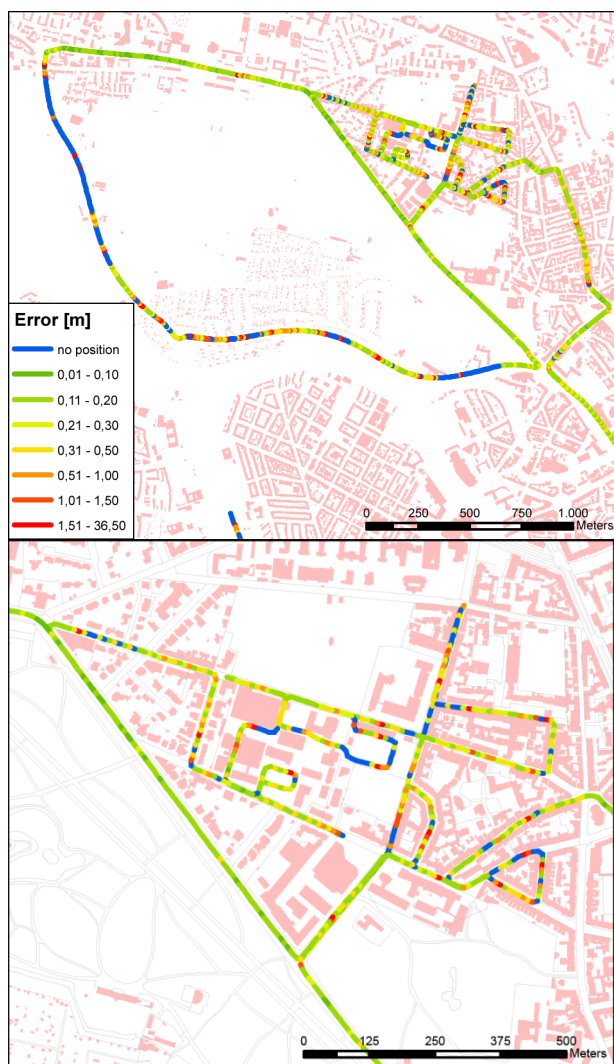 Error [m]
no position
0,01 - 0,10
0,11 - 0,20
0,21 - 0,30
0,31 - 0,50
0,51 - 1,00
1,01 - 1,50
1,51 - 36,50
0 250 500 750 1.000
Meters
0 125 250 375 500
Meters